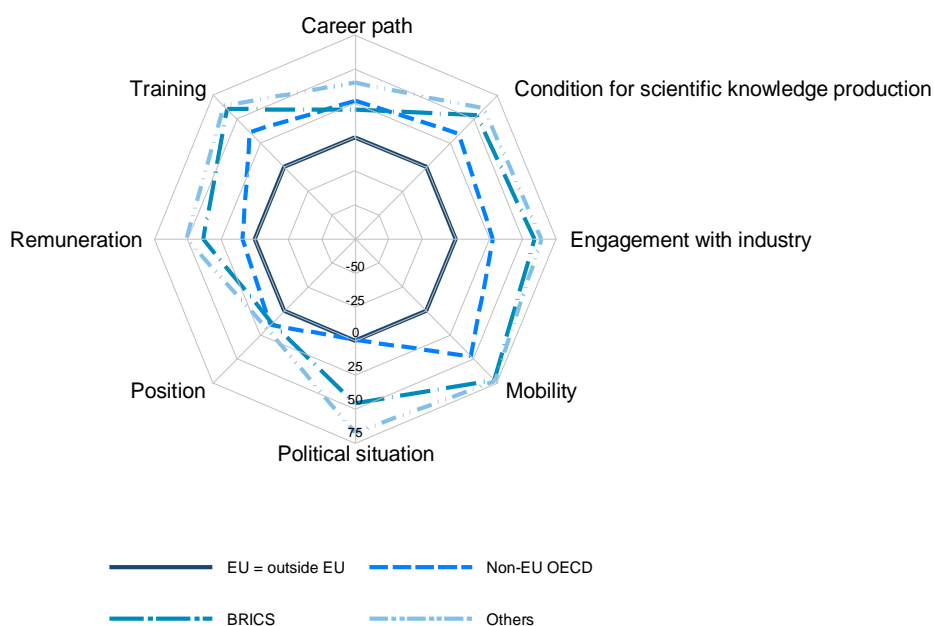 Career path
Training
Condition for scientific knowledge production
Remuneration
Engagement with industry
-50
-25
0
25
50
75
Position
Mobility
Political situation
EU = outside EU
Non-EU OECD
BRICS
Others